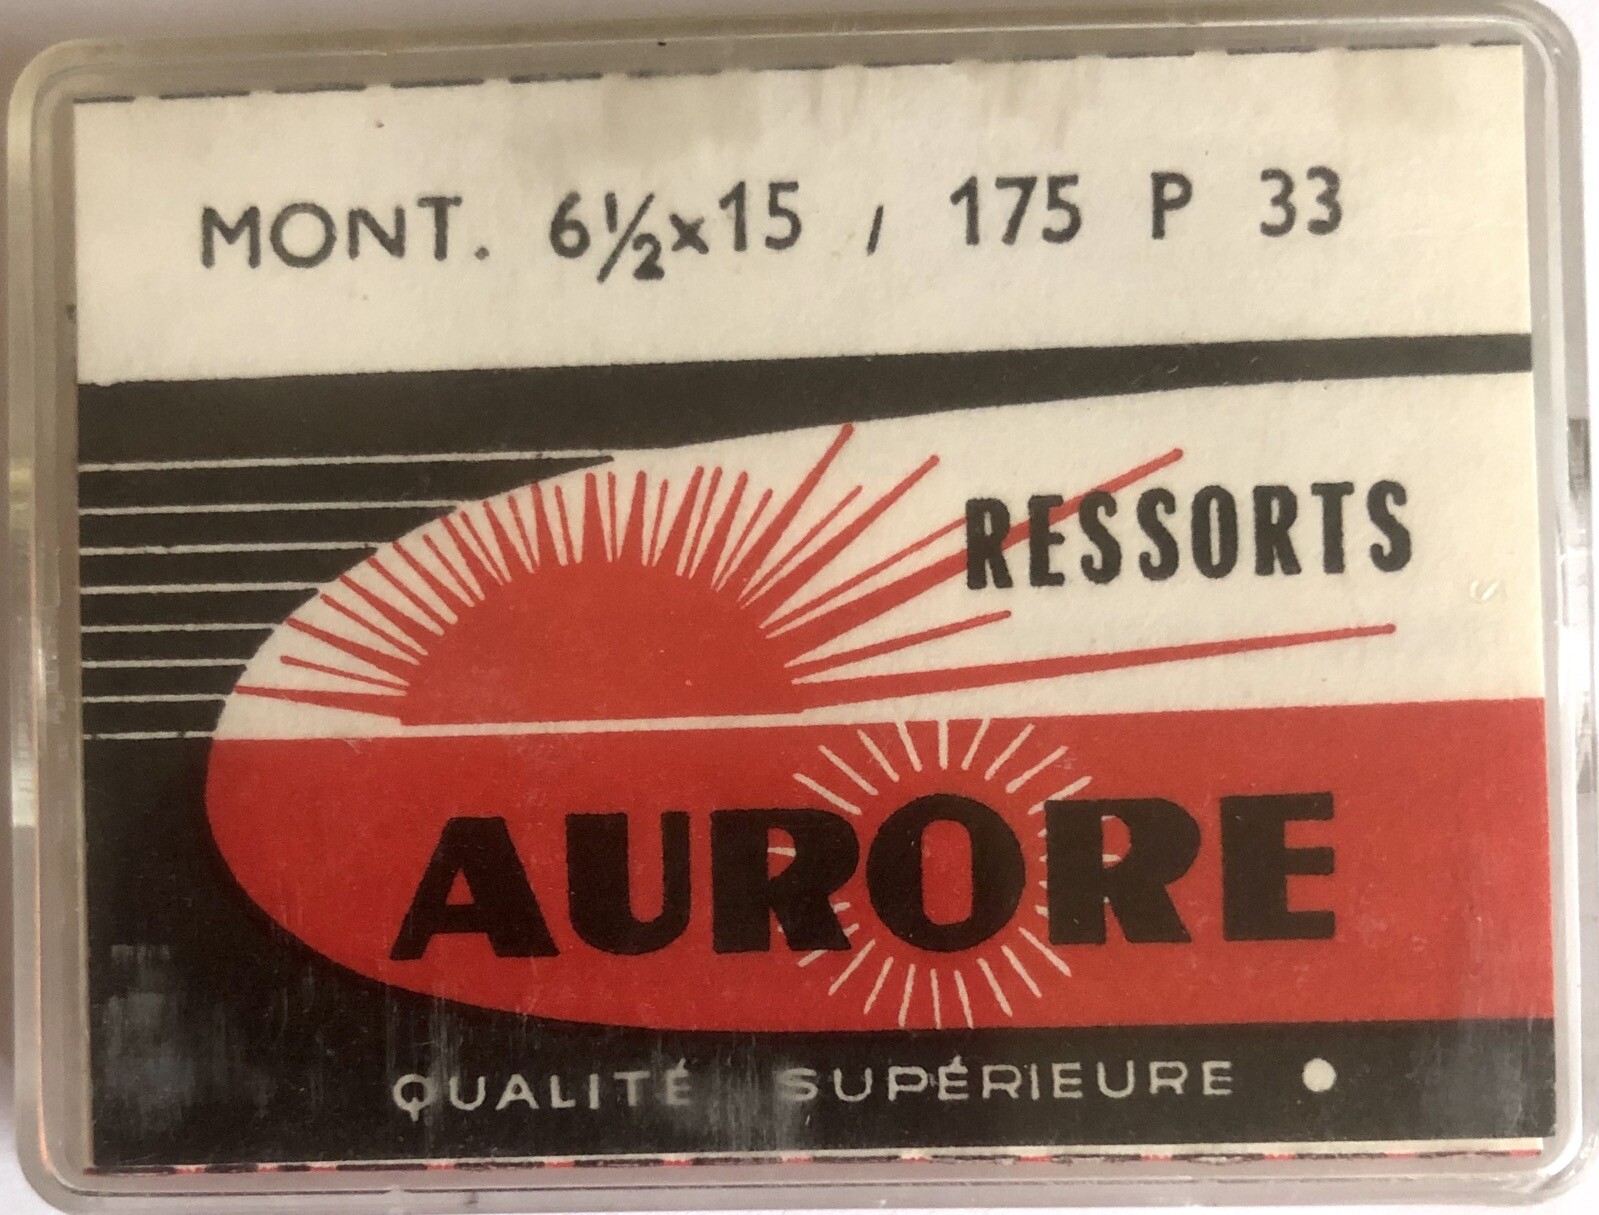 MONT. 6½x15 , 175 P 33
RESSORTS
AURORE
QUALITÉ SUPÉRIEURE